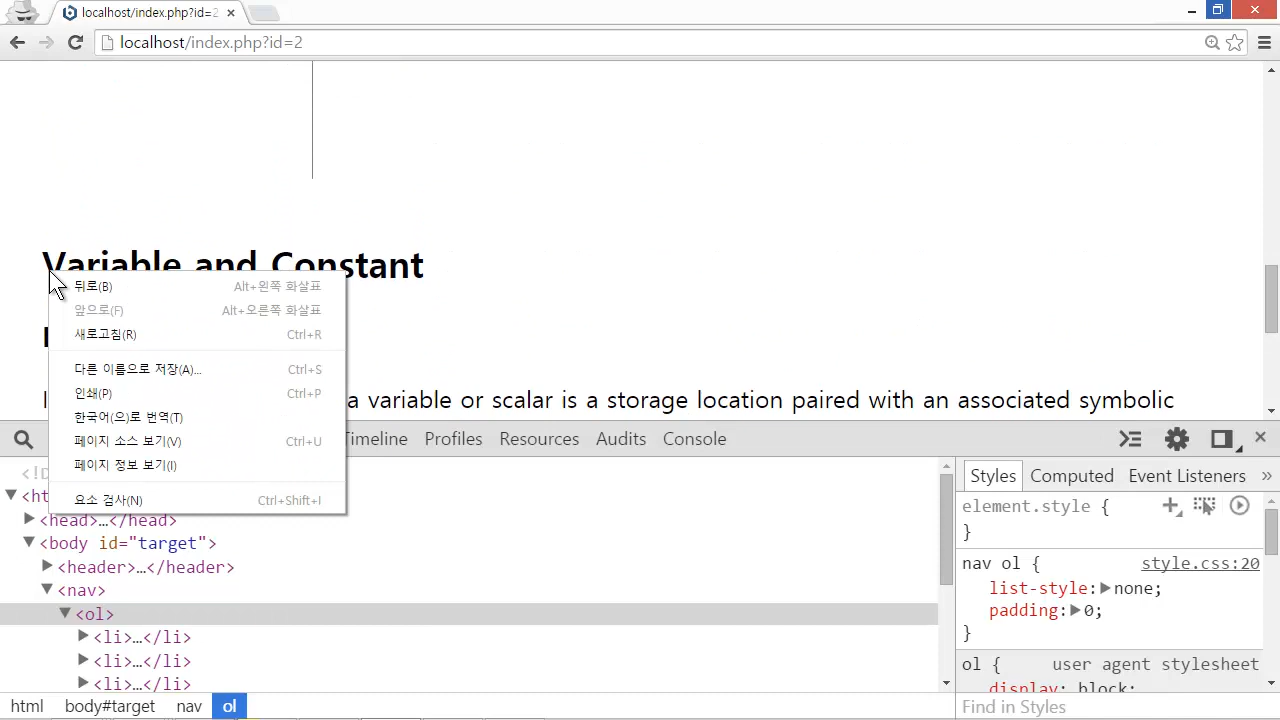 localhost/index.php?id=2
localhost/index.php?id=2
Variable and Constant
뒤로(B) Alt+왼쪽 화살표
앞으로(F) Alt+오른쪽 화살표
새로고침(R) Ctrl+R
다른 이름으로 저장(A)... Ctrl+S
인쇄(P) Ctrl+P
한국어(으)로 번역(T)
페이지 소스 보기(V) Ctrl+U
페이지 정보 보기(I)
요소 검사(N) Ctrl+Shift+I
a variable or scalar is a storage location paired with an associated symbolic
Timeline Profiles Resources Audits Console
<head>…</head>
<body id="target">
<header>…</header>
<nav>
<ol>
<li>…</li>
<li>…</li>
<li>…</li>
html body#target nav ol
Styles Computed Event Listeners »
element.style {
}
nav ol { style.css:20
list-style: none;
padding: 0;
}
ol { user agent stylesheet
display: block;
Find in Styles